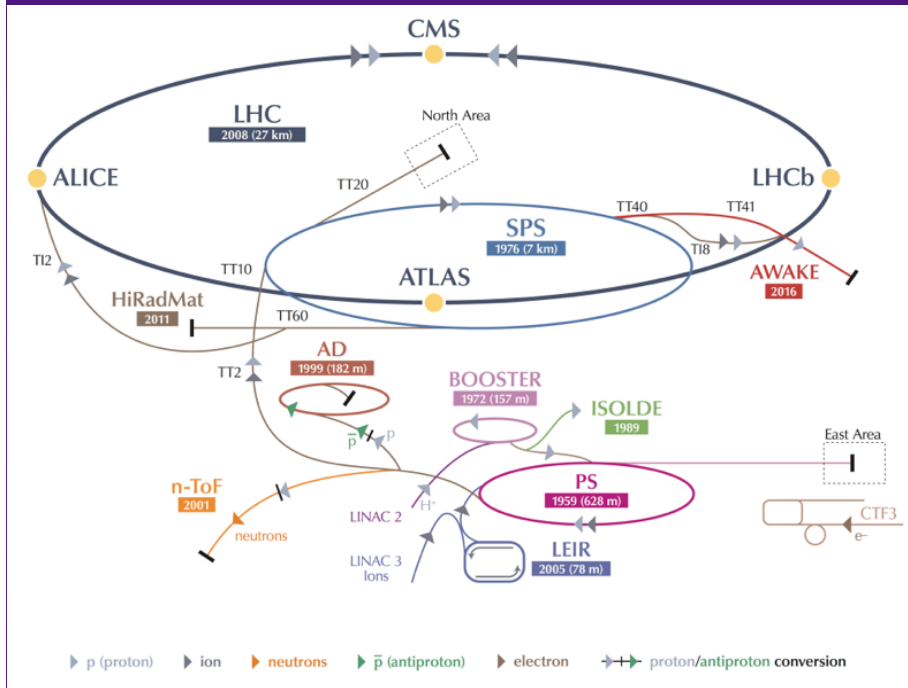 CMS
LHC
2008 (27 km)
North Area
ALICE
LHCb
TT20
TT40
TT41
SPS
1976 (7 km)
TI8
TI2
TT10
ATLAS
AWAKE
2016
HiRadMat
2011
TT60
AD
1999 (182 m)
TT2
BOOSTER
1972 (157 m)
ISOLDE
1989
p
p̅
East Area
n-ToF
2001
PS
1959 (628 m)
H⁺
LINAC 2
neutrons
CTF3
e–
LEIR
2005 (78 m)
LINAC 3
Ions
p (proton)
ion
neutrons
p̅ (antiproton)
electron
proton/antiproton conversion